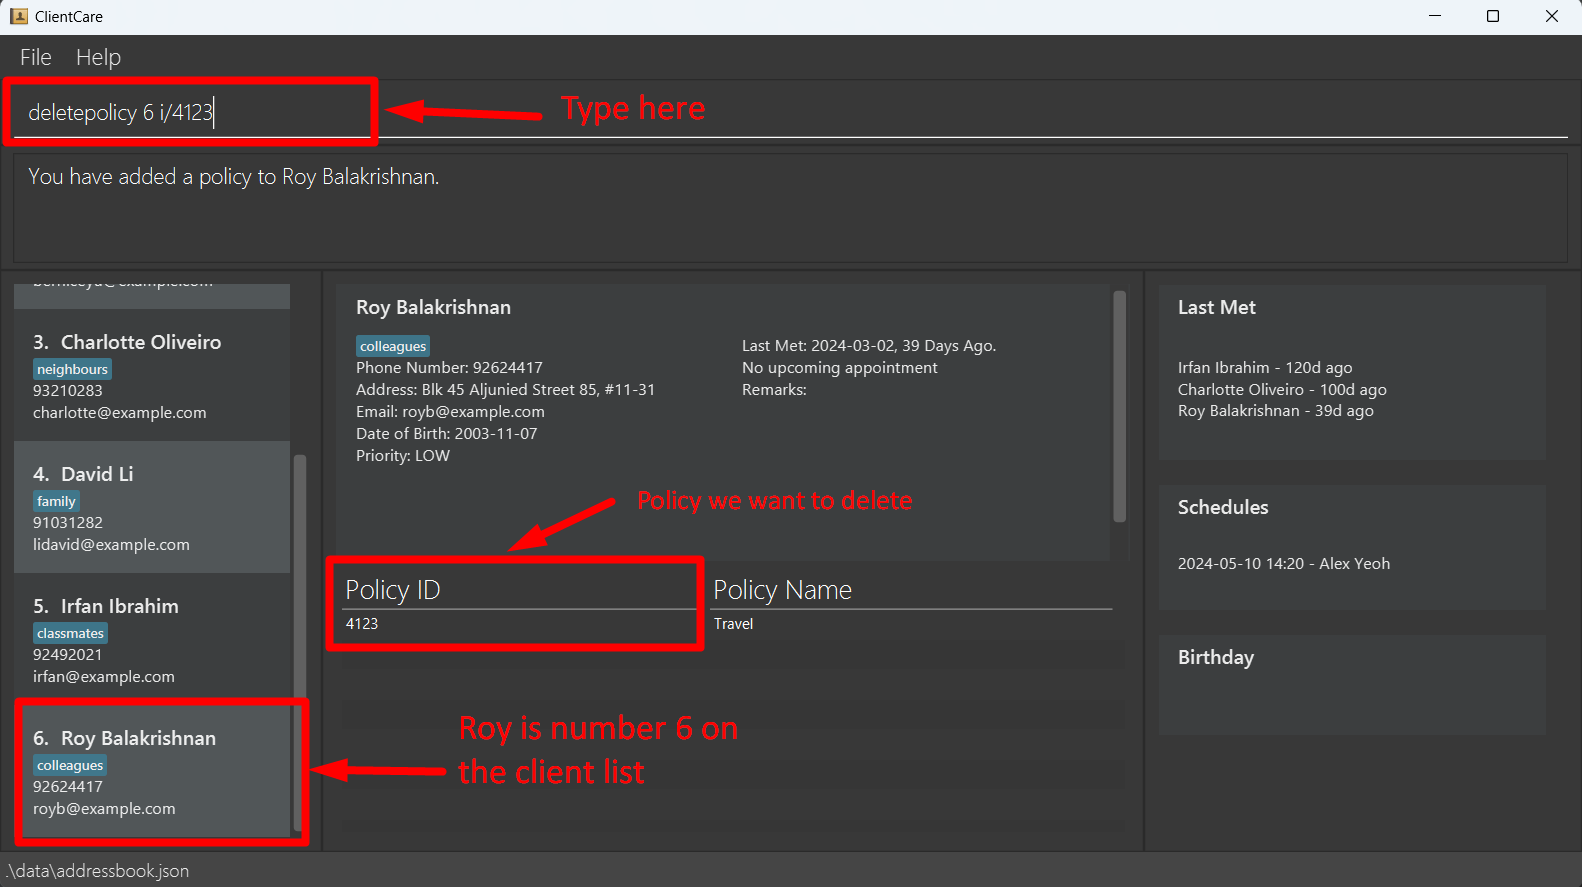 ClientCare
File Help
deletepolicy 6 i/4123
Type here
You have added a policy to Roy Balakrishnan.
3. Charlotte Oliveiro
neighbours
93210283
charlotte@example.com
4. David Li
family
91031282
lidavid@example.com
5. Irfan Ibrahim
classmates
92492021
irfan@example.com
6. Roy Balakrishnan
colleagues
92624417
royb@example.com
Roy Balakrishnan
colleagues
Phone Number: 92624417
Address: Blk 45 Aljunied Street 85, #11-31
Email: royb@example.com
Date of Birth: 2003-11-07
Priority: LOW
Last Met: 2024-03-02, 39 Days Ago.
No upcoming appointment
Remarks:
Policy we want to delete
Policy ID Policy Name
4123 Travel
Roy is number 6 on
the client list
Last Met
Irfan Ibrahim - 120d ago
Charlotte Oliveiro - 100d ago
Roy Balakrishnan - 39d ago
Schedules
2024-05-10 14:20 - Alex Yeoh
Birthday
.\data\addressbook.json